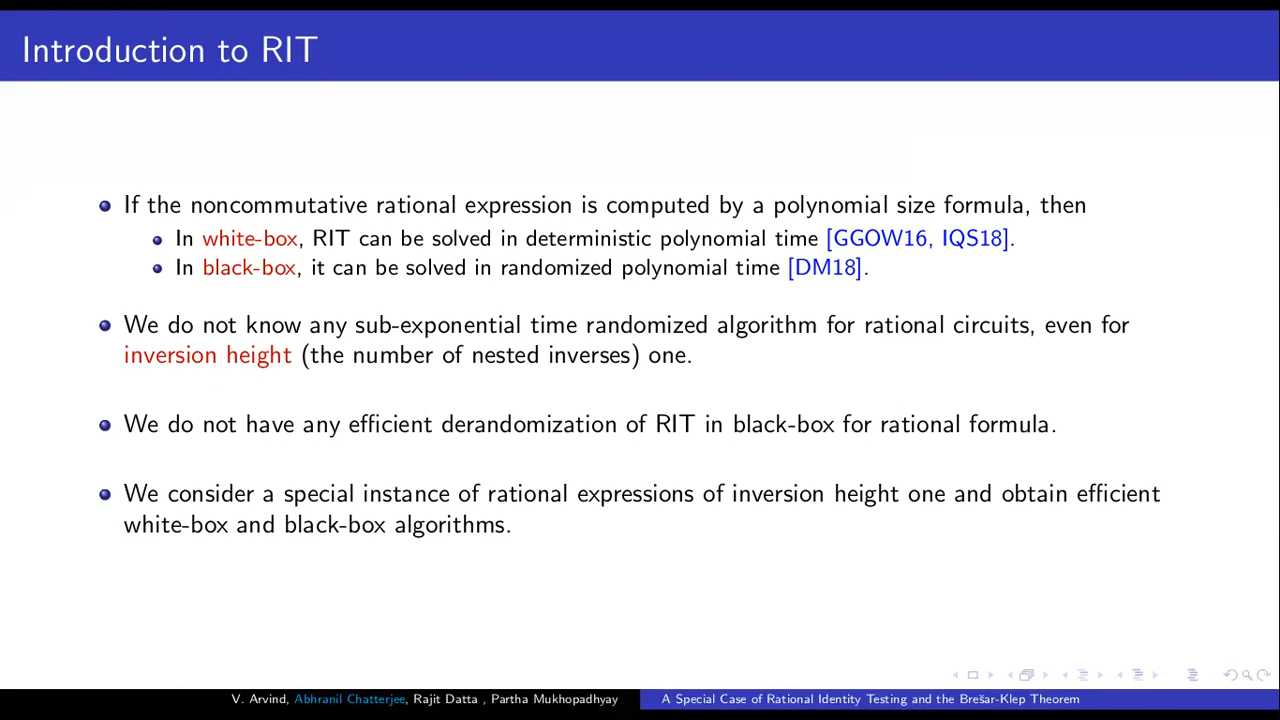 Introduction to RIT
If the noncommutative rational expression is computed by a polynomial size formula, then
In white-box, RIT can be solved in deterministic polynomial time [GGOW16, IQS18].
In black-box, it can be solved in randomized polynomial time [DM18].
We do not know any sub-exponential time randomized algorithm for rational circuits, even for
inversion height (the number of nested inverses) one.
We do not have any efficient derandomization of RIT in black-box for rational formula.
We consider a special instance of rational expressions of inversion height one and obtain efficient
white-box and black-box algorithms.
V. Arvind, Abhranil Chatterjee, Rajit Datta , Partha Mukhopadhyay
A Special Case of Rational Identity Testing and the Brešar-Klep Theorem